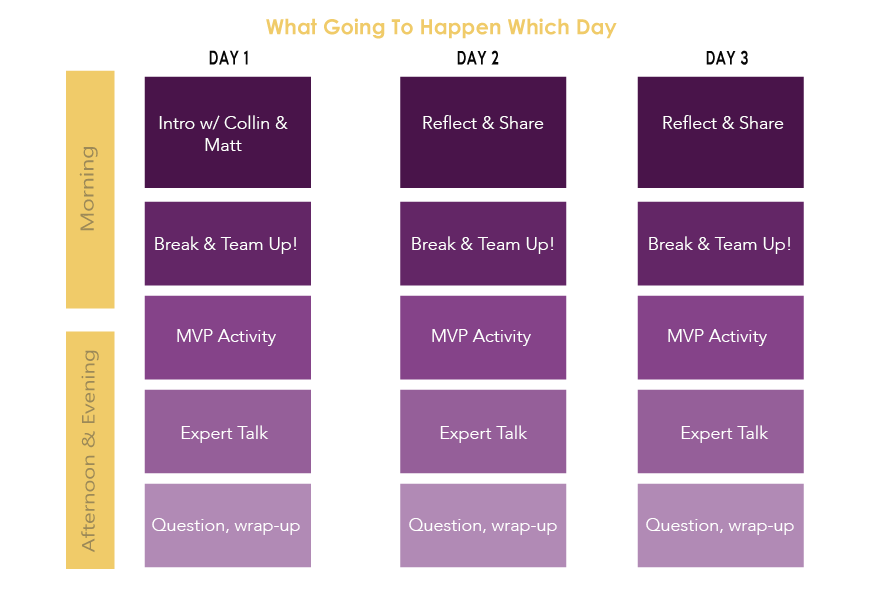 What Going To Happen Which Day
DAY 1
DAY 2
DAY 3
Morning
Intro w/ Collin &
Matt
Reflect & Share
Reflect & Share
Break & Team Up!
Break & Team Up!
Break & Team Up!
MVP Activity
MVP Activity
MVP Activity
Afternoon & Evening
Expert Talk
Expert Talk
Expert Talk
Question, wrap-up
Question, wrap-up
Question, wrap-up